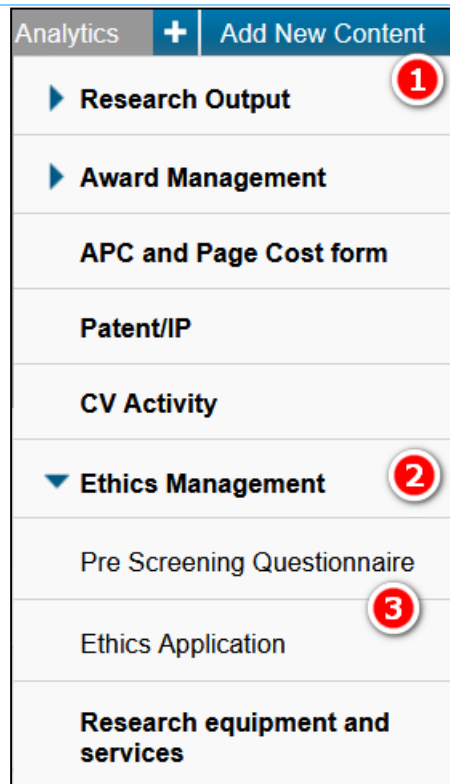 Analytics + Add New Content
1
Research Output
Award Management
APC and Page Cost form
Patent/IP
CV Activity
Ethics Management 2
Pre Screening Questionnaire
3
Ethics Application
Research equipment and
services